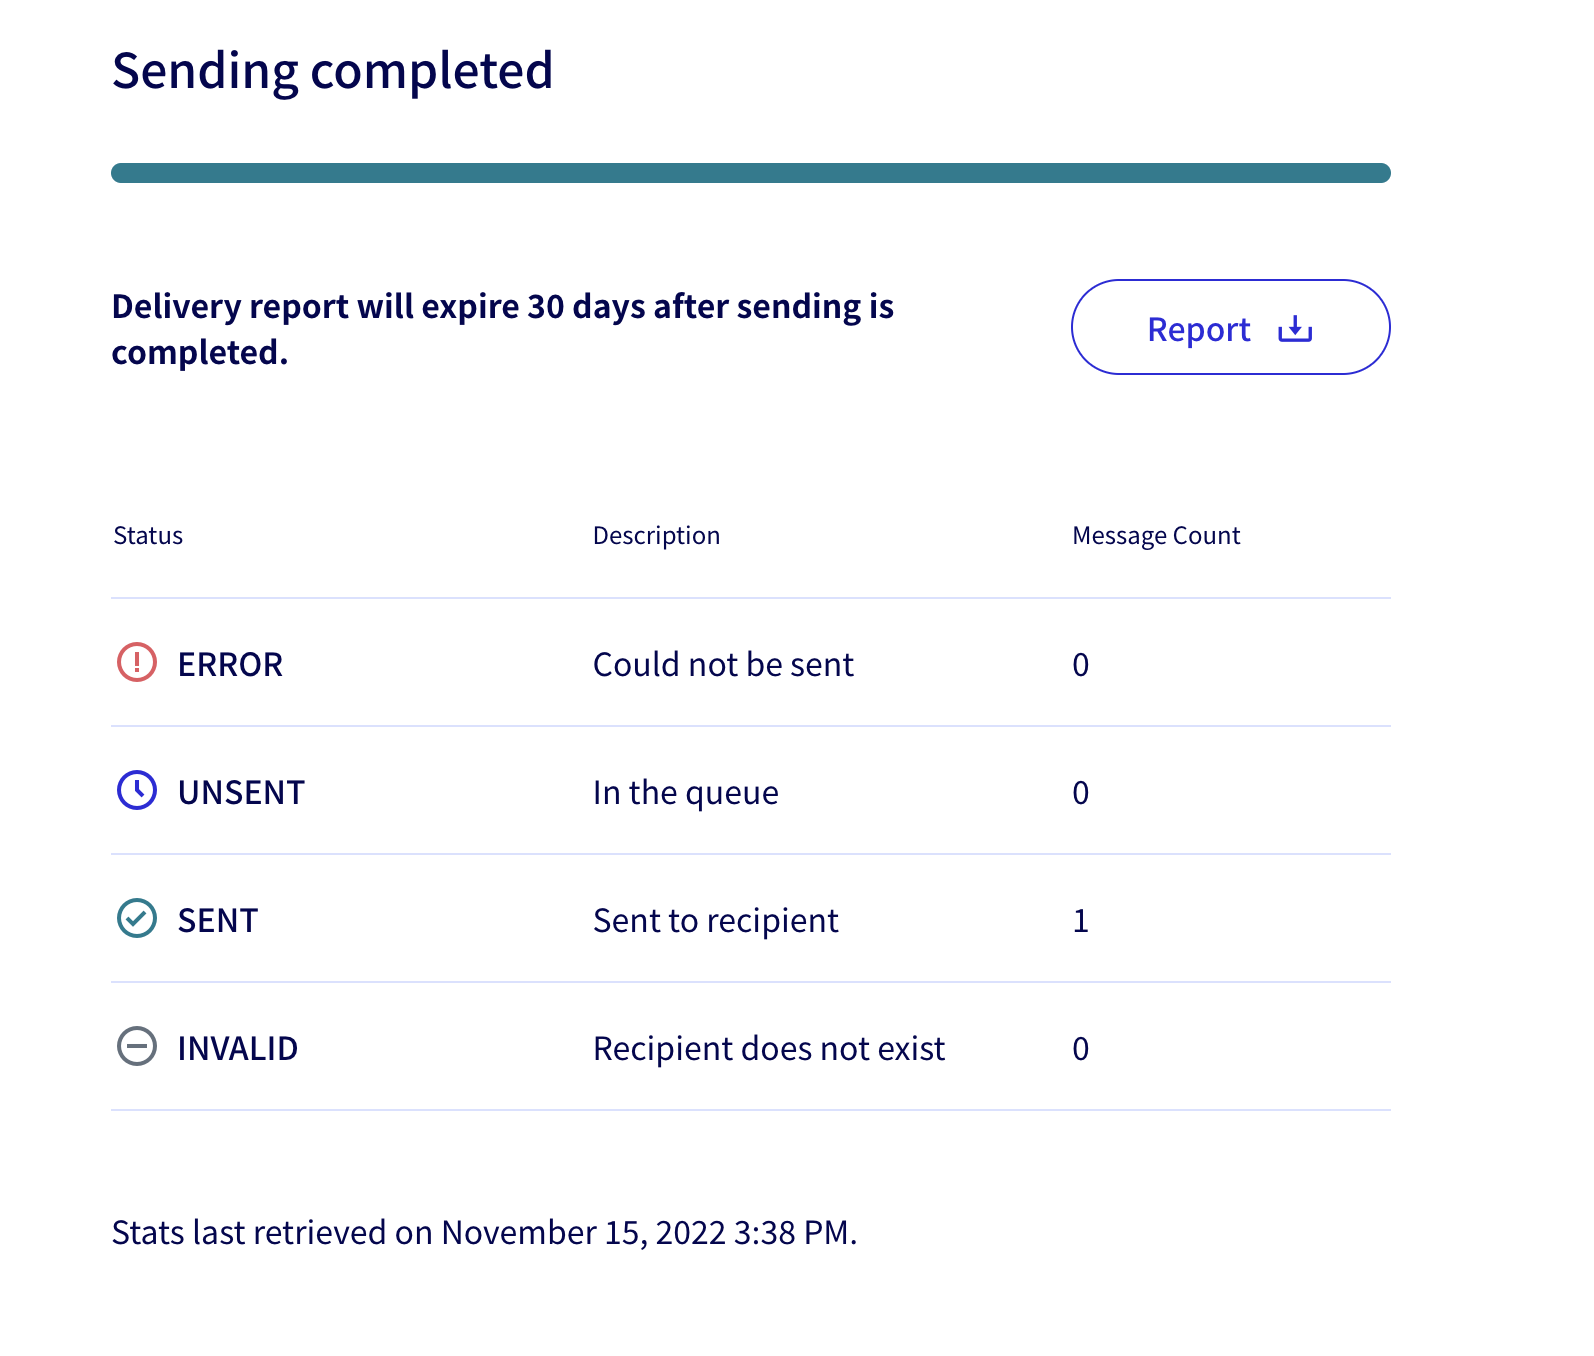 Sending completed
Delivery report will expire 30 days after sending is
completed.
Report
Status Description Message Count
ERROR Could not be sent 0
UNSENT In the queue 0
SENT Sent to recipient 1
INVALID Recipient does not exist 0
Stats last retrieved on November 15, 2022 3:38 PM.